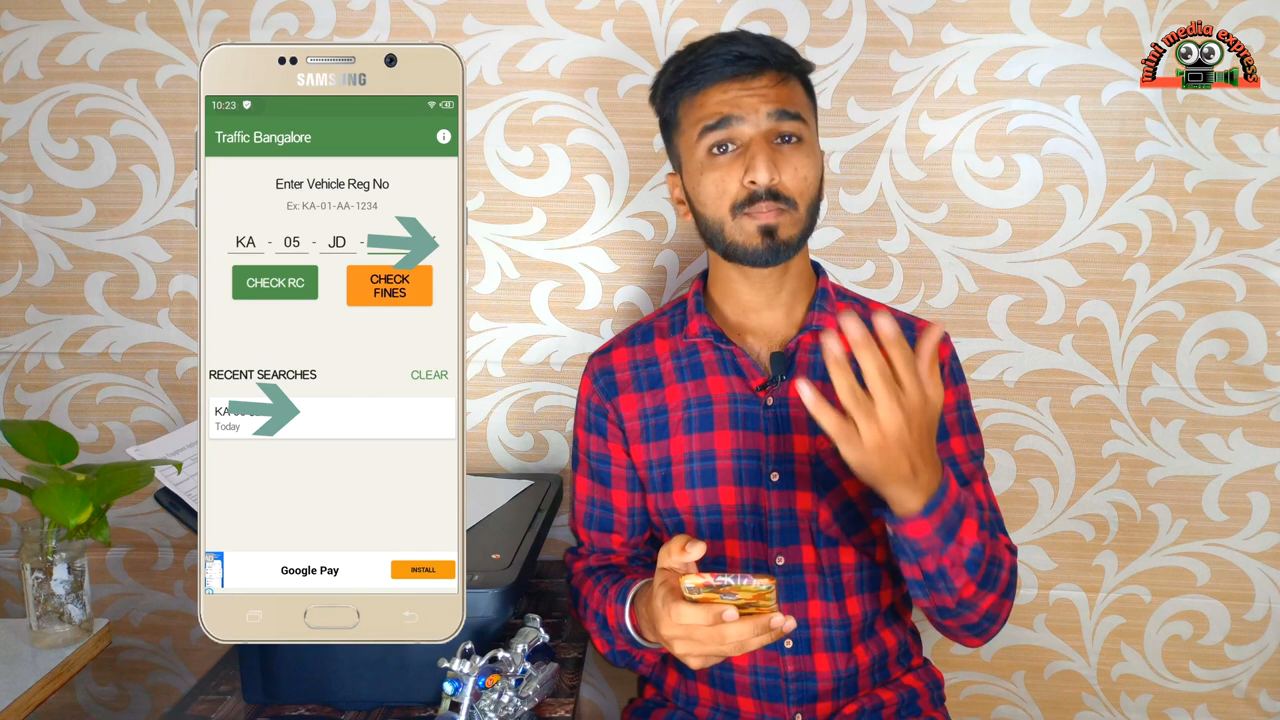 mini media express
SAMSUNG
10:23
Traffic Bangalore
Enter Vehicle Reg No
Ex: KA-01-AA-1234
KA - 05 - JD -
CHECK RC
CHECK
FINES
RECENT SEARCHES
CLEAR
Today
Google Pay
INSTALL